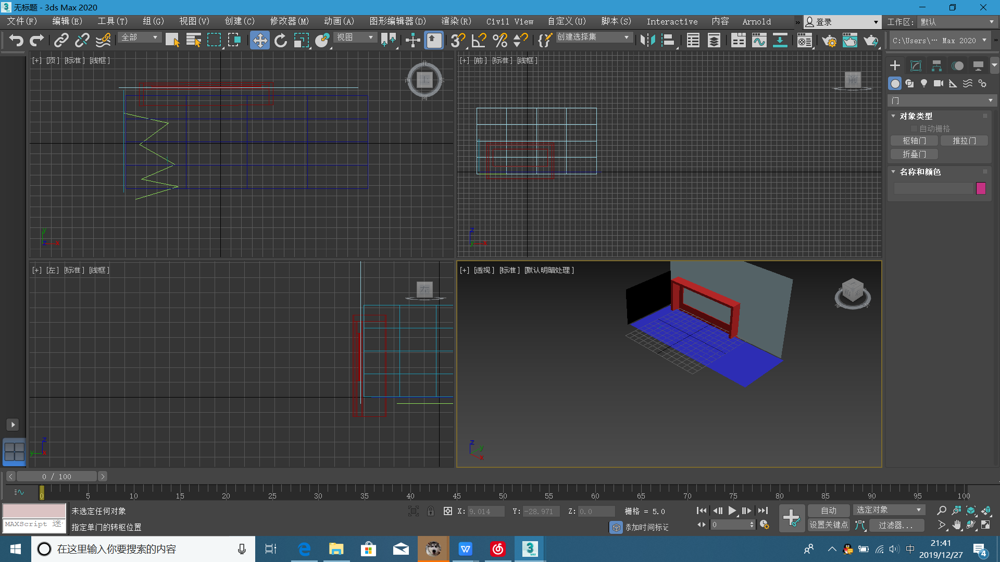 无标题 - 3ds Max 2020
文件(F) 编辑(E) 工具(T) 组(G) 视图(V) 创建(C) 修改器(M) 动画(A) 图形编辑器(D) 渲染(R) Civil View 自定义(U) 脚本(S) Interactive 内容 Arnold » 登录 工作区: 默认
全部 视图 创建选择集 C:\Users\··· Max 2020 »
[+] [顶] [标准] [线框]
北
西 上 东
南
[+] [前] [标准] [线框]
前
门
对象类型
自动栅格
枢轴门 推拉门
折叠门
名称和颜色
y
z x
z
y x
[+] [左] [标准] [线框]
左
[+] [透视] [标准] [默认明暗处理]
z
y x
z
y
x
0 / 100
0 5 10 15 20 25 30 35 40 45 50 55 60 65 70 75 80 85 90 95 100
未选定任何对象 X: 9.014 Y: -28.971 Z: 0.0 栅格 = 5.0 自动 选定对象
MAXScript 迷
指定单门的转枢位置 添加时间标记 0 设置关键点 过滤器...
在这里输入你要搜索的内容
3
MAX
中
21:41
2019/12/27
4